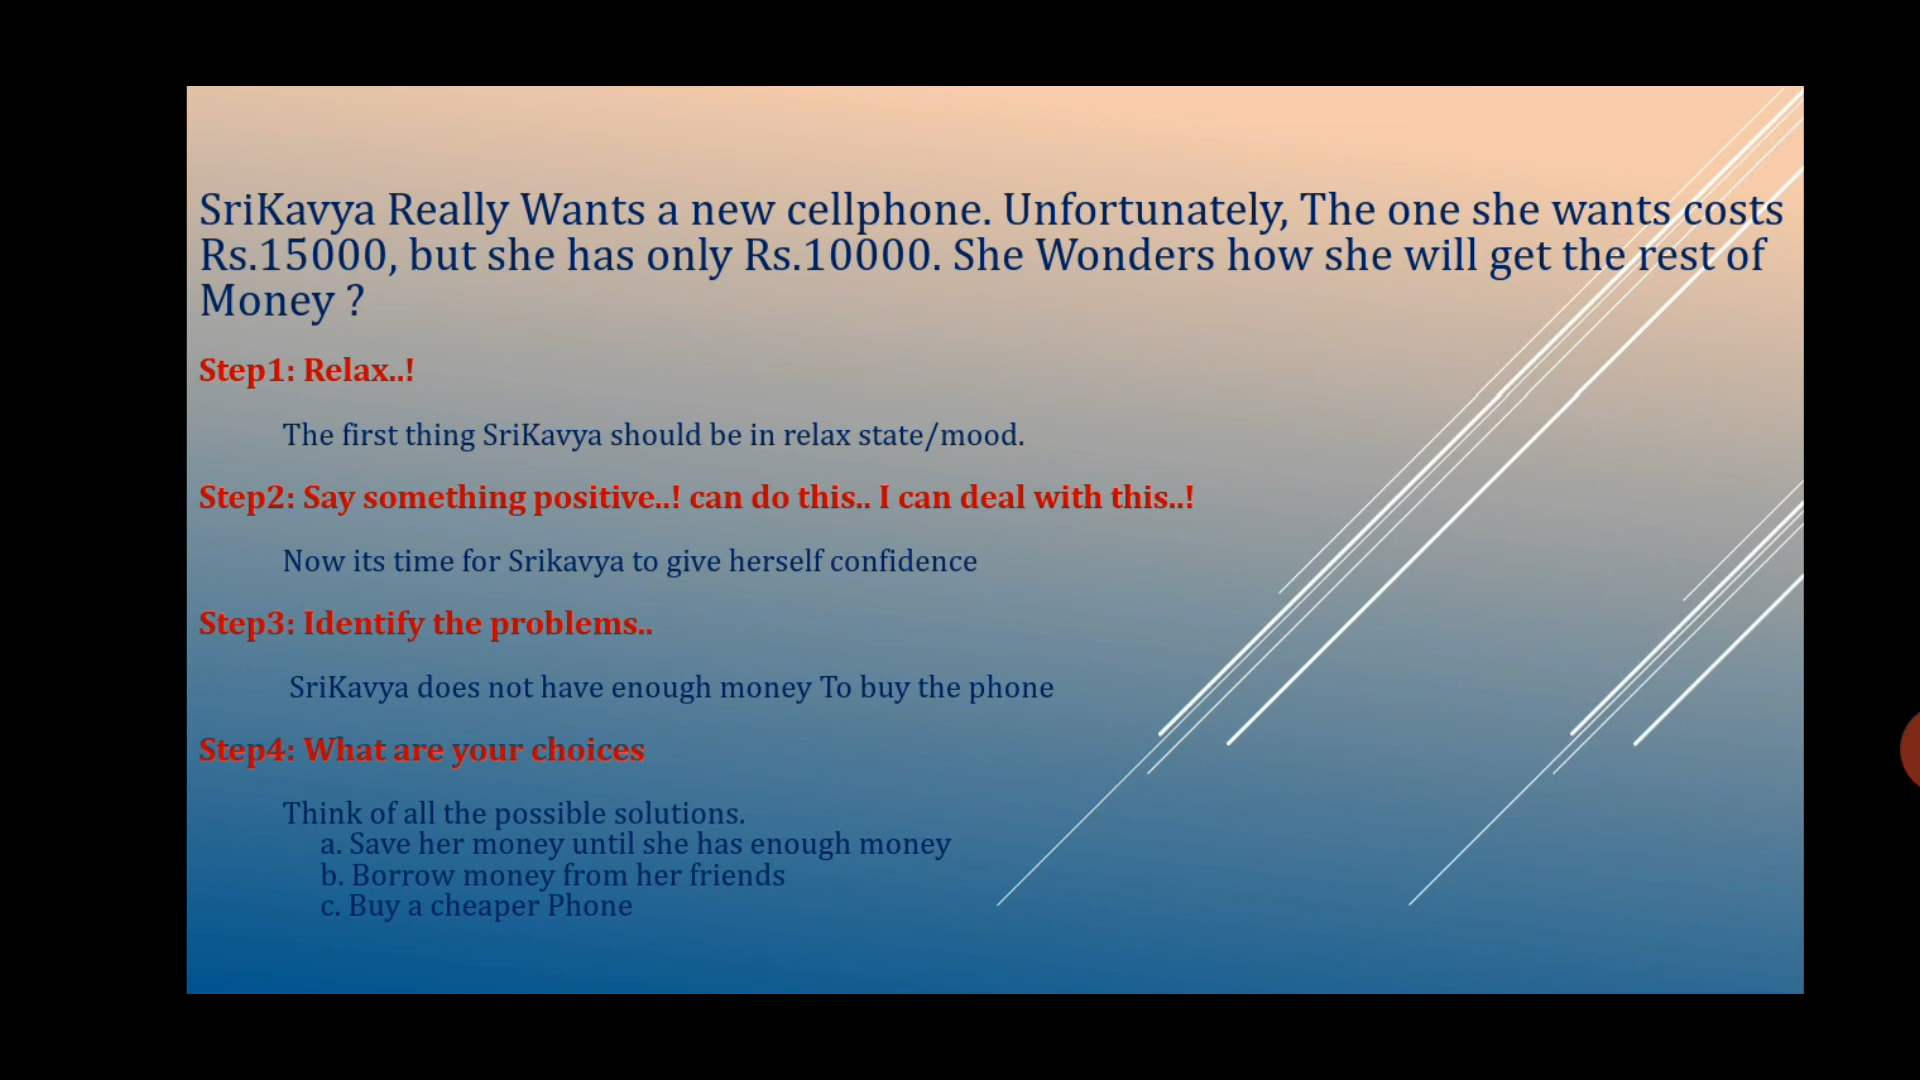 SriKavya Really Wants a new cellphone. Unfortunately, The one she wants costs
Rs.15000, but she has only Rs.10000. She Wonders how she will get the rest of
Money ?
Step1: Relax..!
The first thing SriKavya should be in relax state/mood.
Step2: Say something positive..! can do this.. I can deal with this..!
Now its time for Srikavya to give herself confidence
Step3: Identify the problems..
SriKavya does not have enough money To buy the phone
Step4: What are your choices
Think of all the possible solutions.
a. Save her money until she has enough money
b. Borrow money from her friends
c. Buy a cheaper Phone